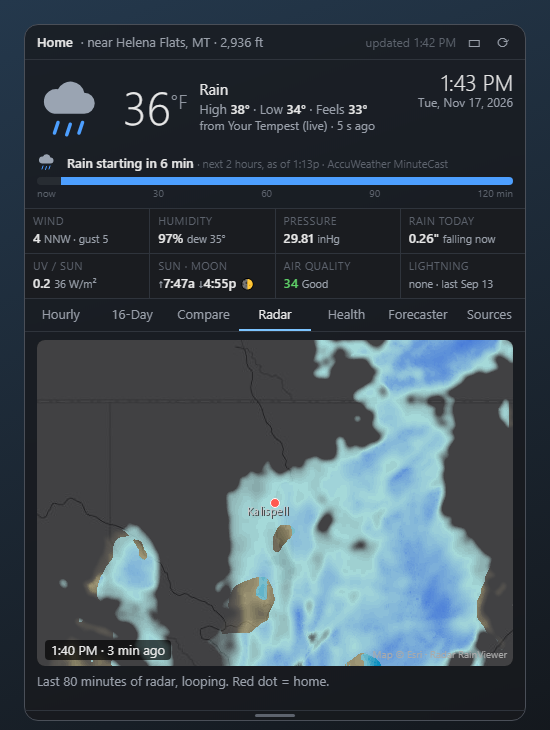 Home · near Helena Flats, MT · 2,936 ft
updated 1:42 PM
36°F
Rain
High 38° · Low 34° · Feels 33°
from Your Tempest (live) · 5 s ago
1:43 PM
Tue, Nov 17, 2026
Rain starting in 6 min · next 2 hours, as of 1:13p · AccuWeather MinuteCast
now 30 60 90 120 min
WIND HUMIDITY PRESSURE RAIN TODAY
4 NNW · gust 5 97% dew 35° 29.81 inHg 0.26" falling now
UV / SUN SUN · MOON AIR QUALITY LIGHTNING
0.2 36 W/m² ↑7:47a ↓4:55p 34 Good none · last Sep 13
Hourly 16-Day Compare Radar Health Forecaster Sources
Kalispell
1:40 PM · 3 min ago
Last 80 minutes of radar, looping. Red dot = home.